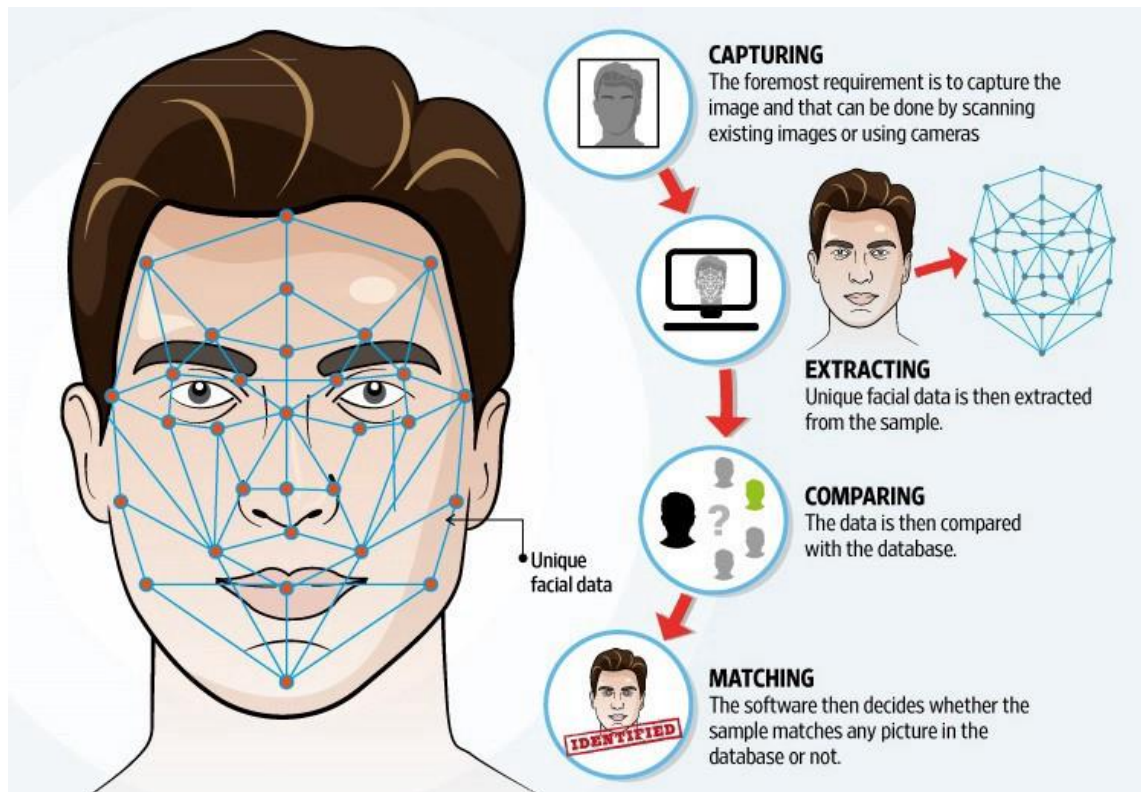 CAPTURING
The foremost requirement is to capture the
image and that can be done by scanning
existing images or using cameras
EXTRACTING
Unique facial data is then extracted
from the sample.
Unique
facial data
COMPARING
The data is then compared
with the database.
?
MATCHING
The software then decides whether the
sample matches any picture in the
database or not.
IDENTIFIED